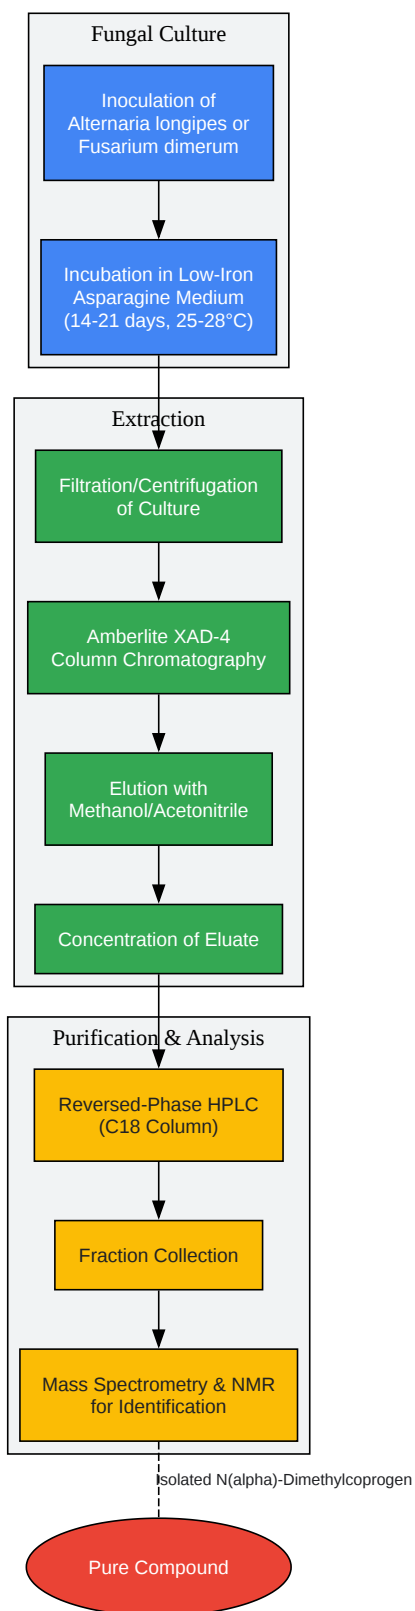 Fungal Culture
Inoculation of
Alternaria longipes or
Fusarium dimerum
Incubation in Low-Iron
Asparagine Medium
(14-21 days, 25-28°C)
Extraction
Filtration/Centrifugation
of Culture
Amberlite XAD-4
Column Chromatography
Elution with
Methanol/Acetonitrile
Concentration of Eluate
Purification & Analysis
Reversed-Phase HPLC
(C18 Column)
Fraction Collection
Mass Spectrometry & NMR
for Identification
Isolated N(alpha)-Dimethylcoprogen
Pure Compound